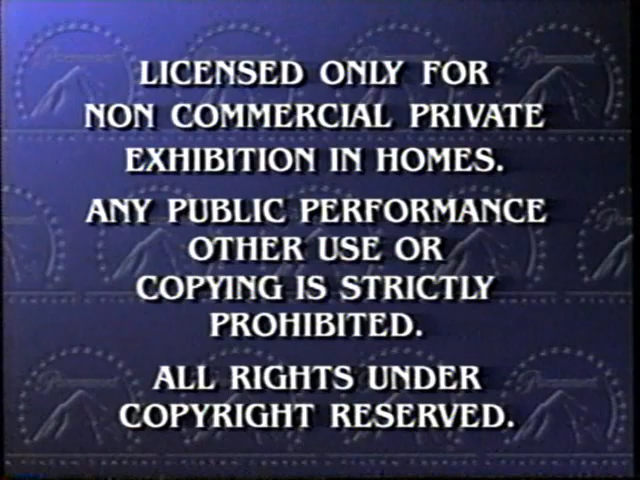 LICENSED ONLY FOR
NON COMMERCIAL PRIVATE
EXHIBITION IN HOMES.
ANY PUBLIC PERFORMANCE
OTHER USE OR
COPYING IS STRICTLY
PROHIBITED.
ALL RIGHTS UNDER
COPYRIGHT RESERVED.